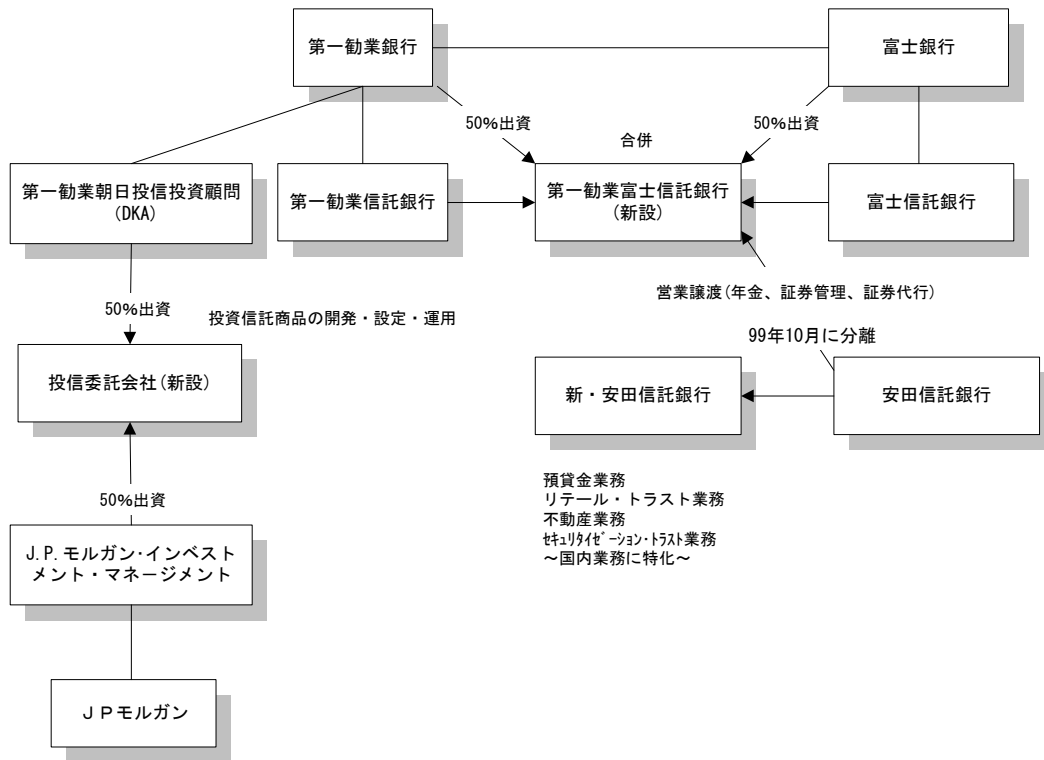 第一勧業銀行
富士銀行
50%出資
50%出資
合併
第一勧業朝日投信投資顧問
(DKA)
第一勧業信託銀行
第一勧業富士信託銀行
(新設)
富士信託銀行
営業譲渡(年金、証券管理、証券代行)
50%出資
投資信託商品の開発・設定・運用
99年10月に分離
投信委託会社(新設)
新・安田信託銀行
安田信託銀行
預貸金業務
リテール・トラスト業務
不動産業務
ｾｷｭﾘﾀｲｾﾞｰｼｮﾝ・ﾄﾗｽﾄ業務
～国内業務に特化～
50%出資
J.P.モルガン・インベスト
メント・マネージメント
ＪＰモルガン